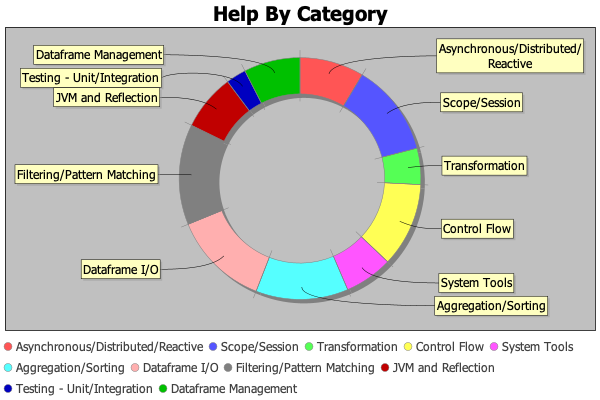 Help By Category
Dataframe Management
Asynchronous/Distributed/
Reactive
Testing - Unit/Integration
JVM and Reflection
Scope/Session
Transformation
Filtering/Pattern Matching
Control Flow
Dataframe I/O
System Tools
Aggregation/Sorting
Asynchronous/Distributed/Reactive Scope/Session Transformation Control Flow System Tools
Aggregation/Sorting Dataframe I/O Filtering/Pattern Matching JVM and Reflection
Testing - Unit/Integration Dataframe Management